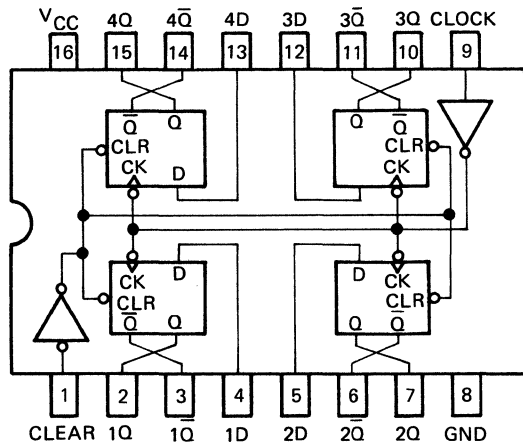 VCC 4Q 4Q̅ 4D 3D 3Q̅ 3Q CLOCK
16 15 14 13 12 11 10 9
Q̅ Q Q Q̅
CLR CLR
CK D CK
CK D D CK
CLR CLR
Q̅ Q Q Q̅
1 2 3 4 5 6 7 8
CLEAR 1Q 1Q̅ 1D 2D 2Q̅ 2Q GND